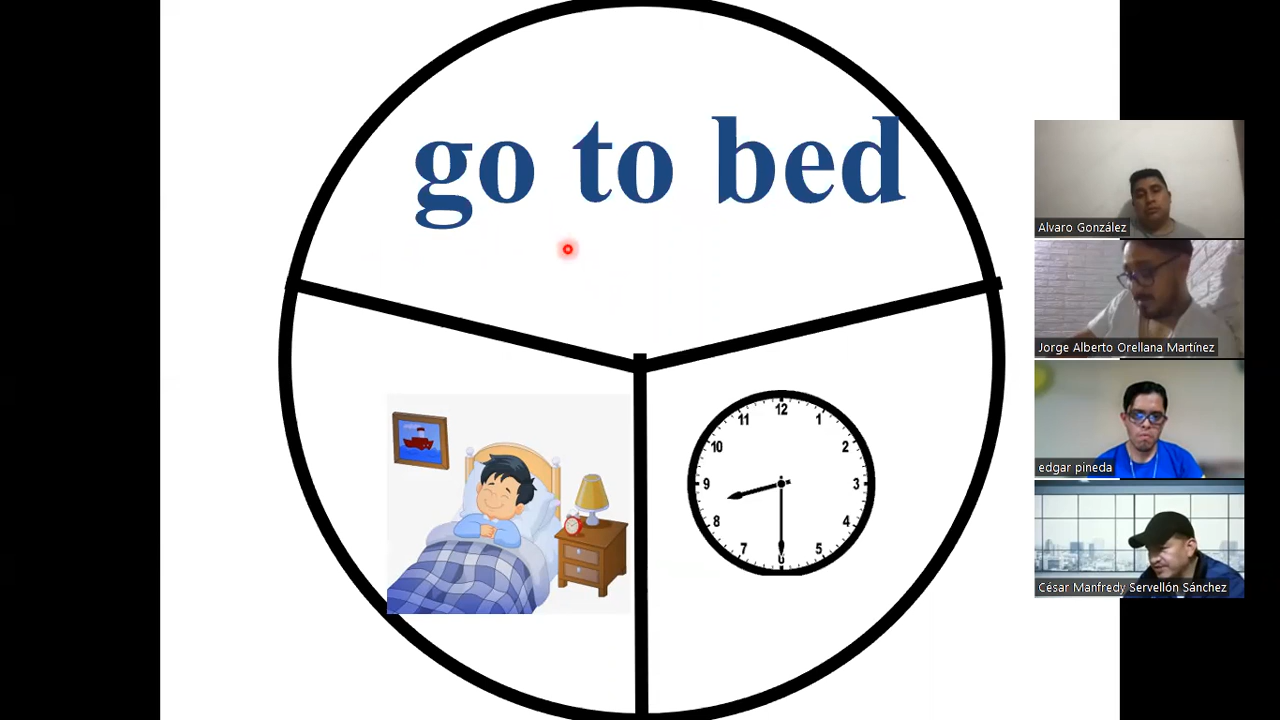 go to bed
12
11
1
10
2
9
3
8
4
7
5
6
Alvaro González
Jorge Alberto Orellana Martínez
edgar pineda
César Manfredy Servellón Sánchez